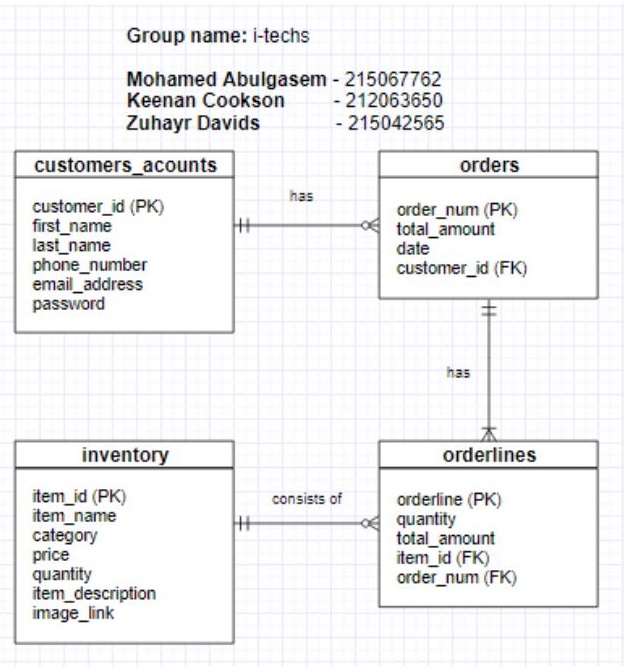 Group name: i-techs
Mohamed Abulgasem - 215067762
Keenan Cookson - 212063650
Zuhayr Davids - 215042565
customers_acounts
customer_id (PK)
first_name
last_name
phone_number
email_address
password
has
orders
order_num (PK)
total_amount
date
customer_id (FK)
has
inventory
item_id (PK)
item_name
category
price
quantity
item_description
image_link
consists of
orderlines
orderline (PK)
quantity
total_amount
item_id (FK)
order_num (FK)